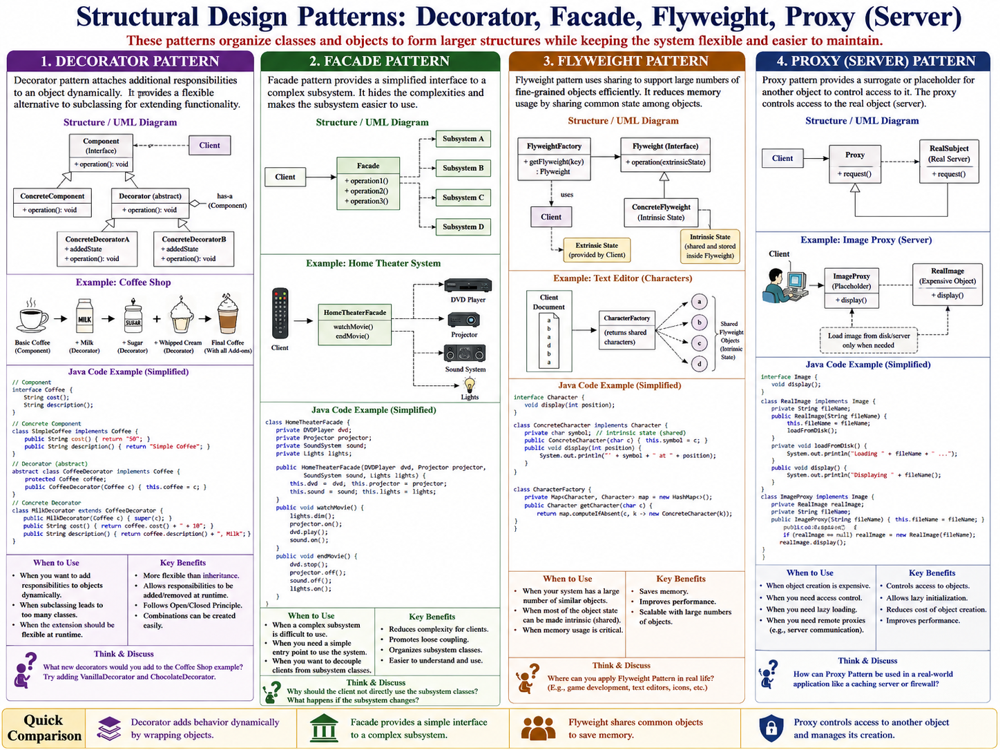 Structural Design Patterns: Decorator, Facade, Flyweight, Proxy (Server)
These patterns organize classes and objects to form larger structures while keeping the system flexible and easier to maintain.
1. DECORATOR PATTERN
Decorator pattern attaches additional responsibilities
to an object dynamically. It provides a flexible
alternative to subclassing for extending functionality.
Structure / UML Diagram
Component
(Interface)
+ operation(): void
Client
ConcreteComponent
+ operation(): void
Decorator (abstract)
+ operation(): void
has-a
(Component)
ConcreteDecoratorA
+ addedState
+ operation(): void
ConcreteDecoratorB
+ addedState
+ operation(): void
Example: Coffee Shop
MILK
SUGAR
+
Basic Coffee
(Component)
+ Milk
(Decorator)
+ Sugar
(Decorator)
+ Whipped Cream
(Decorator)
Final Coffee
(With all Add-ons)
Java Code Example (Simplified)
// Component
interface Coffee {
String cost();
String description();
}
// Concrete Component
class SimpleCoffee implements Coffee {
public String cost() { return "50"; }
public String description() { return "Simple Coffee"; }
}
// Decorator (abstract)
abstract class CoffeeDecorator implements Coffee {
protected Coffee coffee;
public CoffeeDecorator(Coffee c) { this.coffee = c; }
}
// Concrete Decorator
class MilkDecorator extends CoffeeDecorator {
public MilkDecorator(Coffee c) { super(c); }
public String cost() { return coffee.cost() + " + 10"; }
public String description() { return coffee.description() + ", Milk"; }
}
When to Use
• When you want to add
responsibilities to objects
dynamically.
• When subclassing leads to
too many classes.
• When the extension should be
flexible at runtime.
Key Benefits
• More flexible than inheritance.
• Allows responsibilities to be
added/removed at runtime.
• Follows Open/Closed Principle.
• Combinations can be created
easily.
Think & Discuss
What new decorators would you add to the Coffee Shop example?
Try adding VanillaDecorator and ChocolateDecorator.
2. FACADE PATTERN
Facade pattern provides a simplified interface to a
complex subsystem. It hides the complexities and
makes the subsystem easier to use.
Structure / UML Diagram
Client
Facade
+ operation1()
+ operation2()
+ operation3()
Subsystem A
Subsystem B
Subsystem C
Subsystem D
Example: Home Theater System
Client
HomeTheaterFacade
watchMovie()
endMovie()
DVD Player
Projector
Sound System
Lights
Java Code Example (Simplified)
class HomeTheaterFacade {
private DVDPlayer dvd;
private Projector projector;
private SoundSystem sound;
private Lights lights;
public HomeTheaterFacade(DVDPlayer dvd, Projector projector,
SoundSystem sound, Lights lights) {
this.dvd = dvd; this.projector = projector;
this.sound = sound; this.lights = lights;
}
public void watchMovie() {
lights.dim();
projector.on();
dvd.play();
sound.on();
}
public void endMovie() {
dvd.stop();
projector.off();
sound.off();
lights.on();
}
}
When to Use
• When a complex subsystem
is difficult to use.
• When you need a simple
entry point to use the system.
• When you want to decouple
clients from subsystem classes.
Key Benefits
• Reduces complexity for clients.
• Promotes loose coupling.
• Organizes subsystem classes.
• Easier to understand and use.
Think & Discuss
Why should the client not directly use the subsystem classes?
What happens if the subsystem changes?
3. FLYWEIGHT PATTERN
Flyweight pattern uses sharing to support large numbers of
fine-grained objects efficiently. It reduces memory
usage by sharing common state among objects.
Structure / UML Diagram
FlyweightFactory
+ getFlyweight(key)
: Flyweight
Flyweight (Interface)
+ operation(extrinsicState)
uses
Client
ConcreteFlyweight
(Intrinsic State)
Extrinsic State
(provided by Client)
Intrinsic State
(shared and stored
inside Flyweight)
Example: Text Editor (Characters)
Client
Document
a
b
a
d
b
a
CharacterFactory
(returns shared
characters)
a
b
c
d
Shared
Flyweight
Objects
(Intrinsic
State)
Java Code Example (Simplified)
interface Character {
void display(int position);
}
class ConcreteCharacter implements Character {
private char symbol; // intrinsic state (shared)
public ConcreteCharacter(char c) { this.symbol = c; }
public void display(int position) {
System.out.println("' + symbol + " at " + position);
}
}
class CharacterFactory {
private Map<Character, Character> map = new HashMap<>();
public Character getCharacter(char c) {
return map.computeIfAbsent(c, k -> new ConcreteCharacter(k));
}
}
When to Use
• When your system has a large
number of similar objects.
• When most of the object state
can be made intrinsic (shared).
• When memory usage is critical.
Key Benefits
• Saves memory.
• Improves performance.
• Scalable with large numbers
of objects.
Think & Discuss
Where can you apply Flyweight Pattern in real life?
(E.g., game development, text editors, icons, etc.)
4. PROXY (SERVER) PATTERN
Proxy pattern provides a surrogate or placeholder for
another object to control access to it. The proxy
controls access to the real object (server).
Structure / UML Diagram
Client
Proxy
+ request()
RealSubject
(Real Server)
+ request()
Example: Image Proxy (Server)
Client
ImageProxy
(Placeholder)
+ display()
RealImage
(Expensive Object)
+ display()
Load image from disk/server
only when needed
Java Code Example (Simplified)
interface Image {
void display();
}
class RealImage implements Image {
private String fileName;
public RealImage(String fileName) {
this.fileName = fileName;
loadFromDisk();
}
private void loadFromDisk() {
System.out.println("Loading " + fileName + " ...");
}
public void display() {
System.out.println("Displaying " + fileName();
}
class ImageProxy implements Image {
private RealImage realImage;
private String fileName;
public ImageProxy(String fileName) { this.fileName = fileName; }
{
if (realImage == null) realImage = new RealImage(fileName);
realImage.display();
}
}
When to Use
• When object creation is expensive.
• When you need access control.
• When you need lazy loading.
• When you need remote proxies
(e.g., server communication).
Key Benefits
• Controls access to objects.
• Allows lazy initialization.
• Reduces cost of object creation.
• Improves performance.
Think & Discuss
How can Proxy Pattern be used in a real-world
application like a caching server or firewall?
Quick
Comparison
Decorator adds behavior dynamically
by wrapping objects.
Facade provides a simple interface
to a complex subsystem.
Flyweight shares common objects
to save memory.
Proxy controls access to another object
and manages its creation.